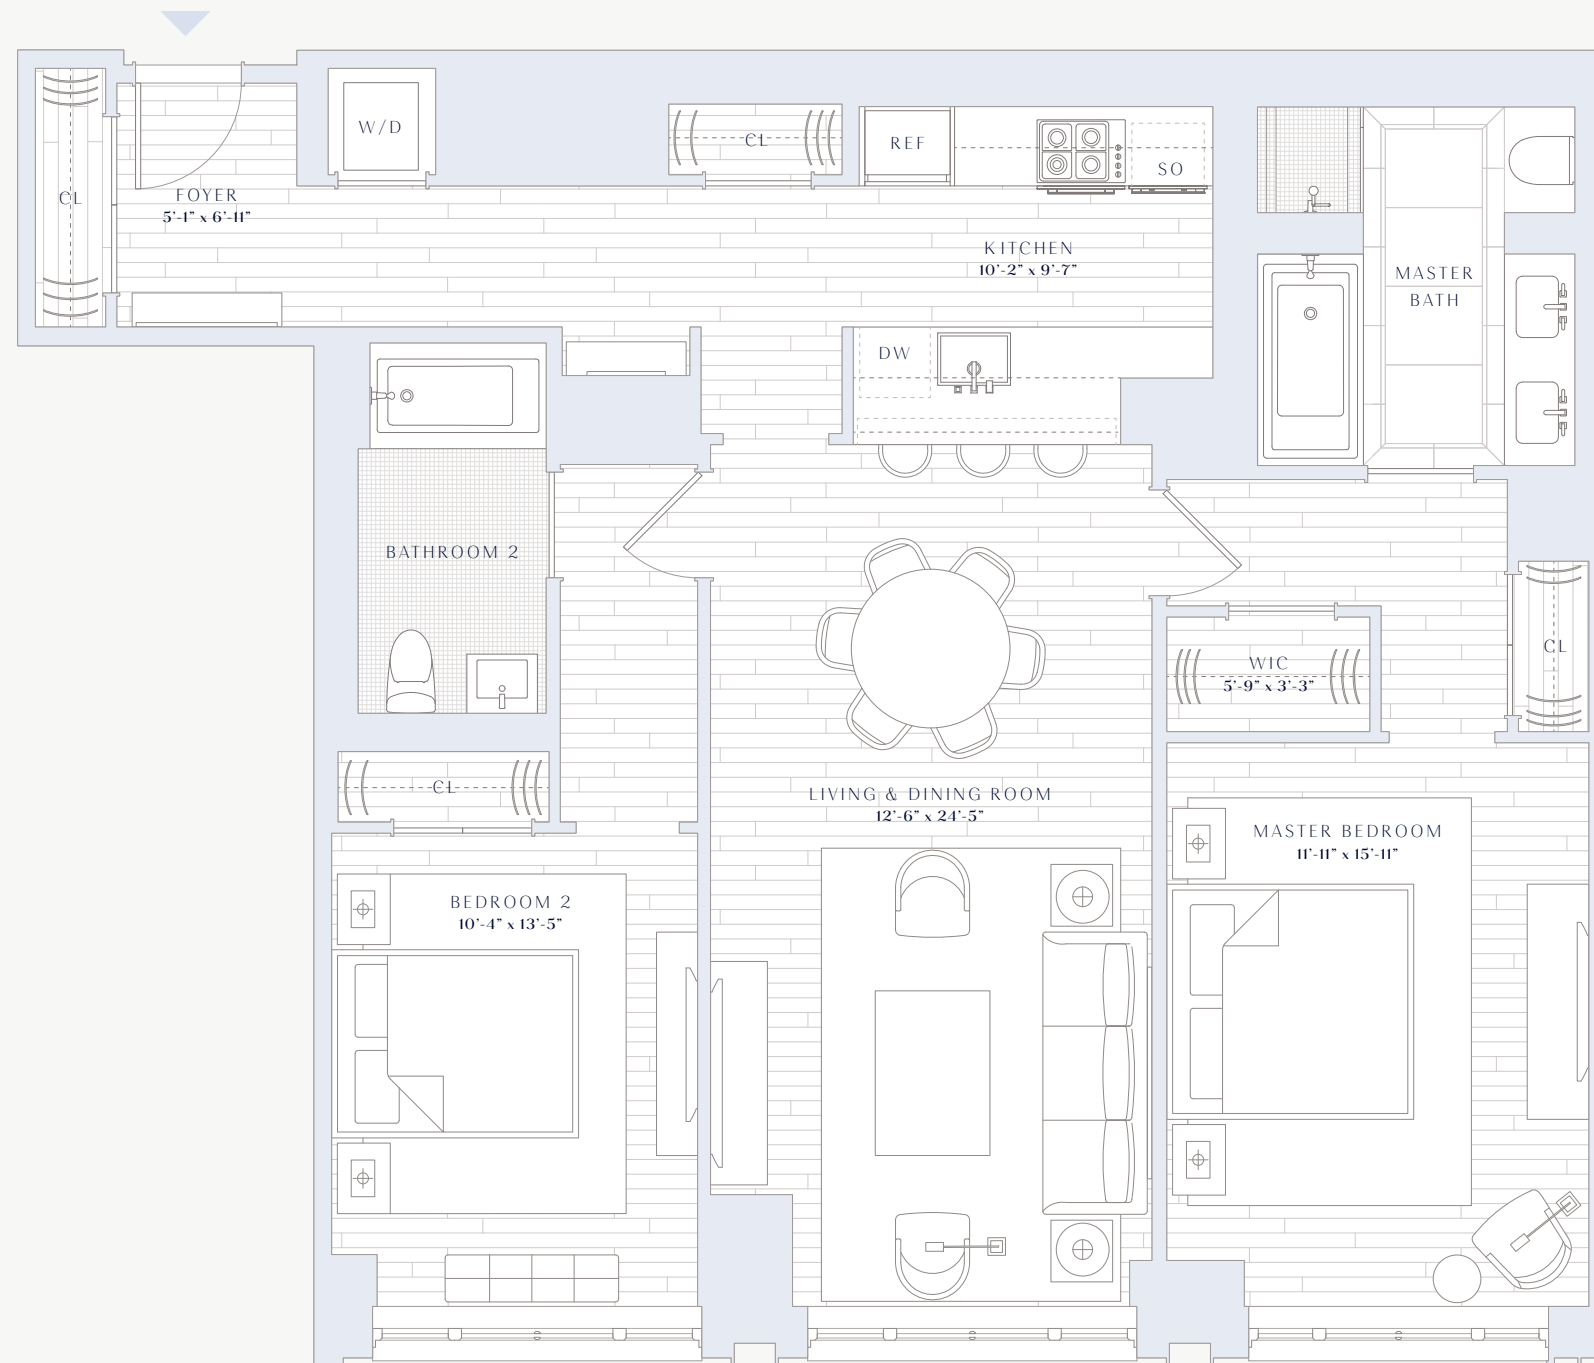 W/D
CL
REF
SO
CL
FOYER
5'-1" x 6'-11"
KITCHEN
10'-2" x 9'-7"
MASTER
BATH
DW
BATHROOM 2
CL
WIC
5'-9" x 3'-3"
CL
LIVING & DINING ROOM
12'-6" x 24'-5"
MASTER BEDROOM
11'-11" x 15'-11"
BEDROOM 2
10'-4" x 13'-5"